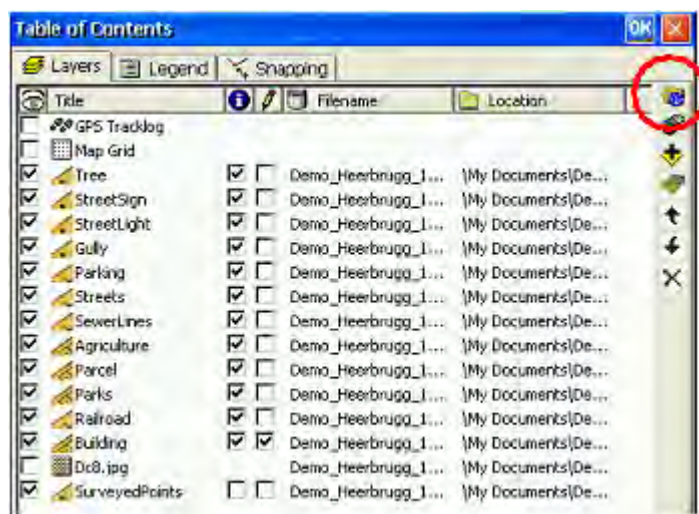 Table of Contents OK
Layers Legend Snapping
Title Filename Location
GPS Tracklog
Map Grid
Tree Demo_Heerbrugg_1... \My Documents\De...
StreetSign Demo_Heerbrugg_1... \My Documents\De...
StreetLight Demo_Heerbrugg_1... \My Documents\De...
Gully Demo_Heerbrugg_1... \My Documents\De...
Parking Demo_Heerbrugg_1... \My Documents\De...
Streets Demo_Heerbrugg_1... \My Documents\De...
SewerLines Demo_Heerbrugg_1... \My Documents\De...
Agriculture Demo_Heerbrugg_1... \My Documents\De...
Parcel Demo_Heerbrugg_1... \My Documents\De...
Parks Demo_Heerbrugg_1... \My Documents\De...
Railroad Demo_Heerbrugg_1... \My Documents\De...
Building Demo_Heerbrugg_1... \My Documents\De...
Dc8.jpg Demo_Heerbrugg_1... \My Documents\De...
SurveyedPoints Demo_Heerbrugg_1... \My Documents\De...